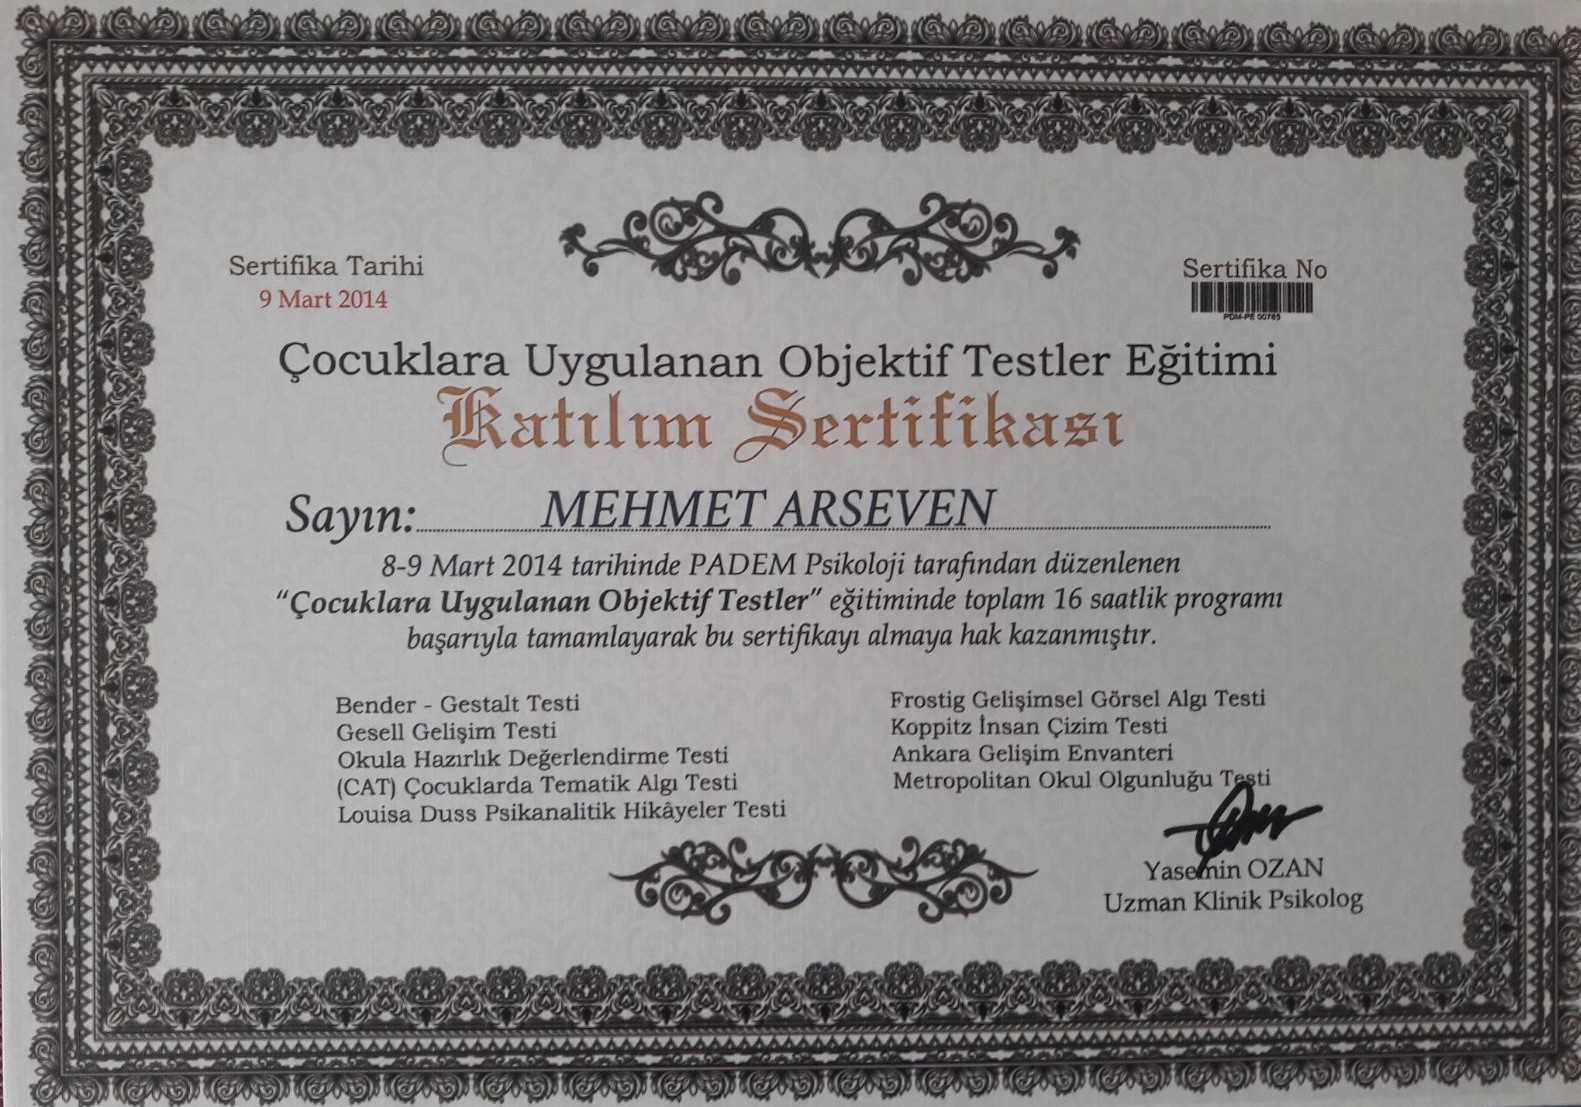 Sertifika Tarihi
9 Mart 2014
Sertifika No
PDM-PE 00765
Çocuklara Uygulanan Objektif Testler Eğitimi
Katılım Sertifikası
Sayın: MEHMET ARSEVEN
8-9 Mart 2014 tarihinde PADEM Psikoloji tarafından düzenlenen
“Çocuklara Uygulanan Objektif Testler” eğitiminde toplam 16 saatlik programı
başarıyla tamamlayarak bu sertifikayı almaya hak kazanmıştır.
Bender - Gestalt Testi
Gesell Gelişim Testi
Okula Hazırlık Değerlendirme Testi
(CAT) Çocuklarda Tematik Algı Testi
Louisa Duss Psikanalitik Hikâyeler Testi
Frostig Gelişimsel Görsel Algı Testi
Koppitz İnsan Çizim Testi
Ankara Gelişim Envanteri
Metropolitan Okul Olgunluğu Testi
Yasemin OZAN
Uzman Klinik Psikolog